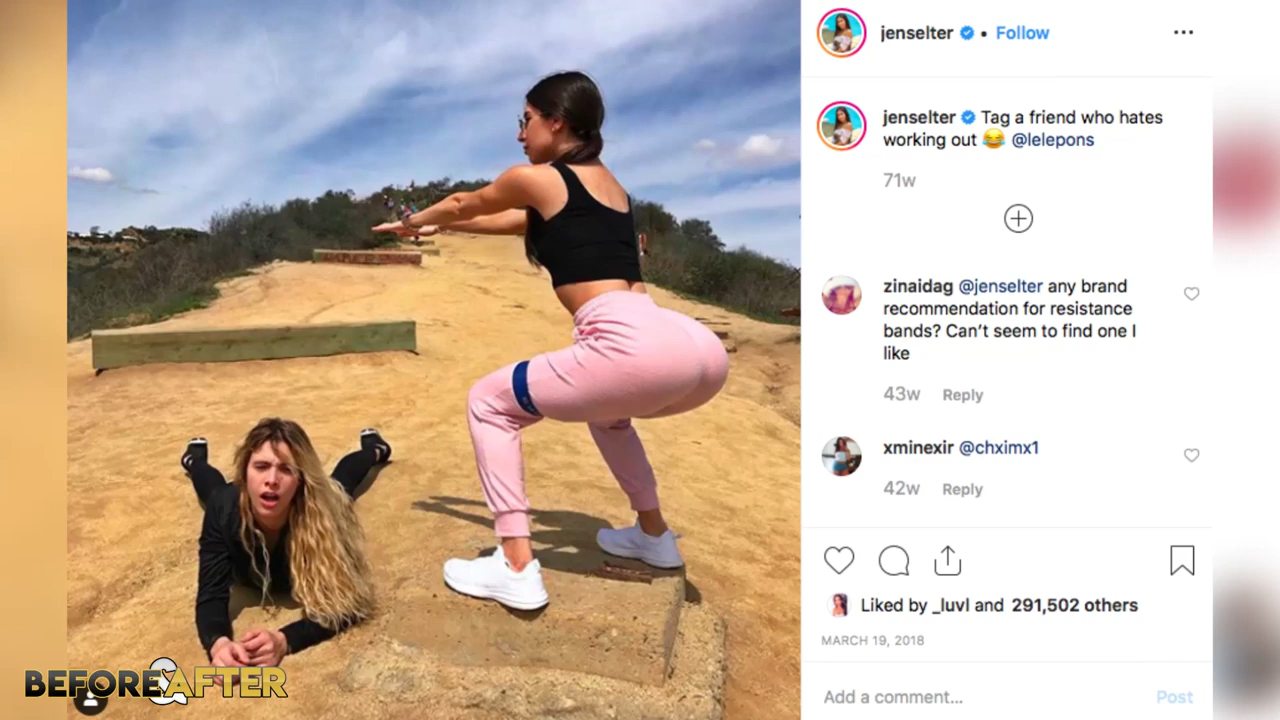 jenselter • Follow
jenselter Tag a friend who hates
working out 😂 @lelepons
71w
zinaidag @jenselter any brand
recommendation for resistance
bands? Can't seem to find one I
like
43w Reply
xminexir @chximx1
42w Reply
Liked by _luvl and 291,502 others
MARCH 19, 2018
Add a comment... Post
BEFORE & AFTER